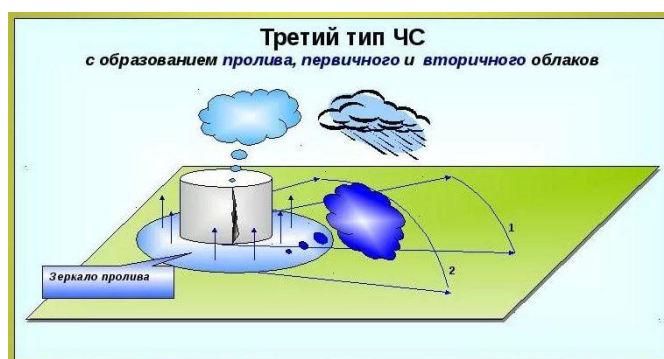 Третий тип ЧС
с образованием пролива, первичного и вторичного облаков
1
2
Зеркало пролива